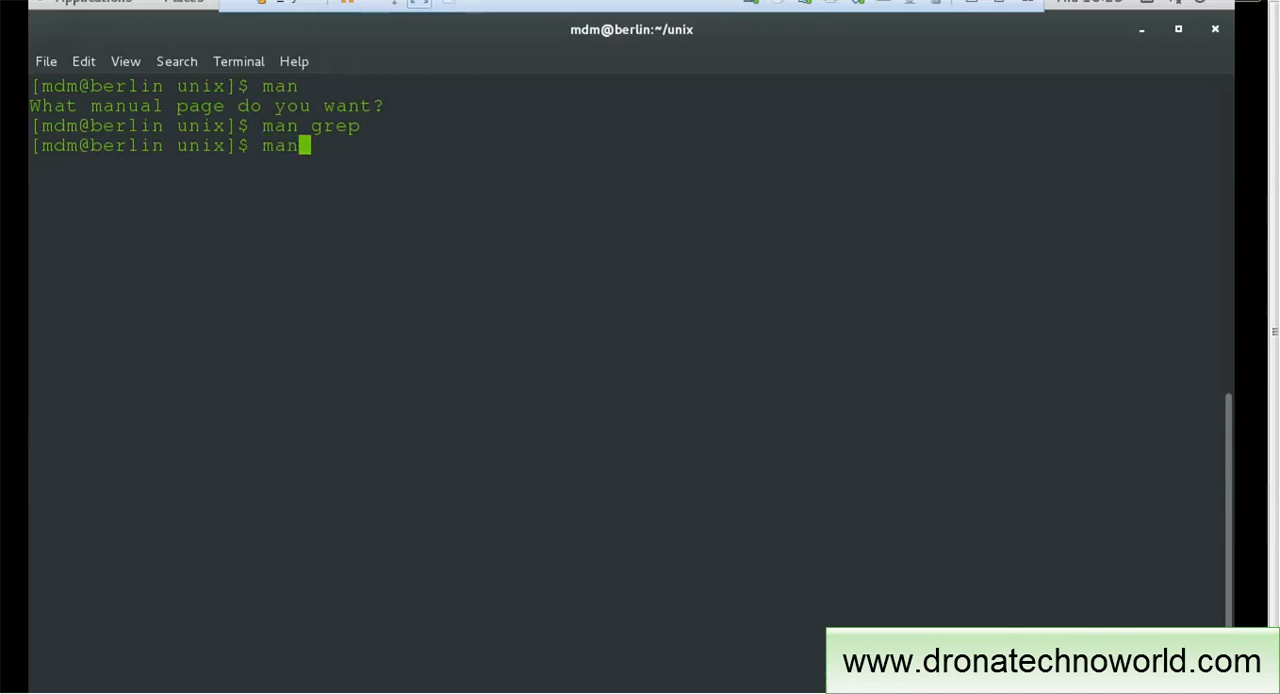 mdm@berlin:~/unix
File Edit View Search Terminal Help
[mdm@berlin unix]$ man
What manual page do you want?
[mdm@berlin unix]$ man grep
[mdm@berlin unix]$ man
www.dronatechnoworld.com